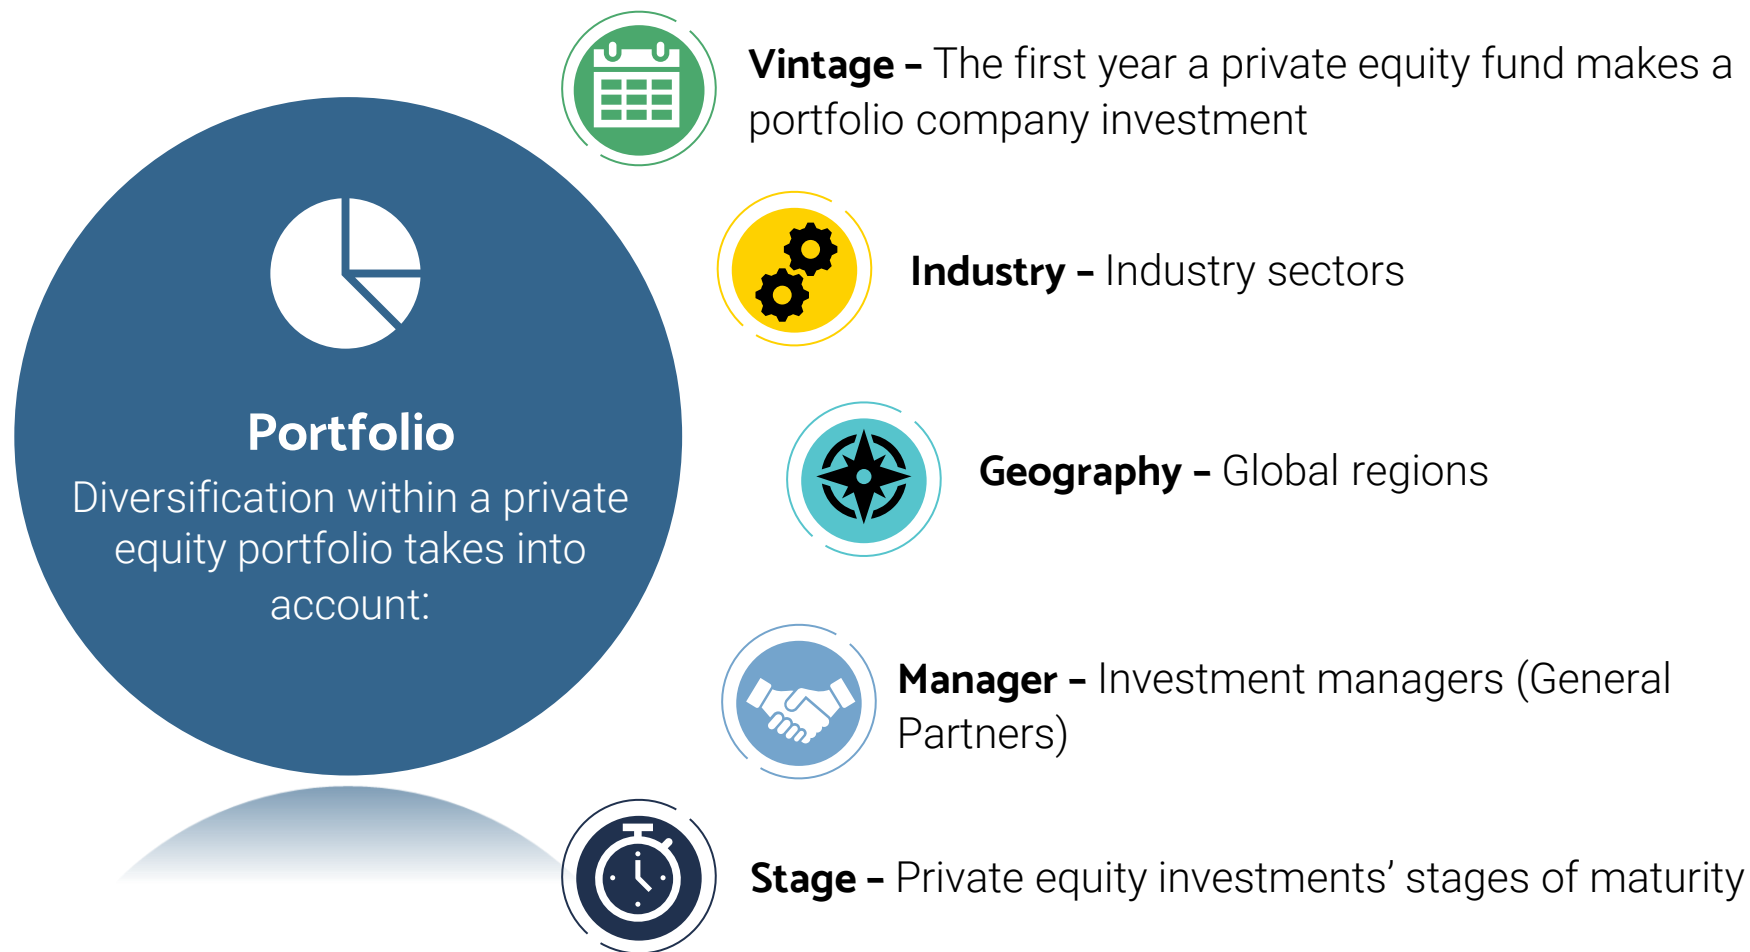 Portfolio
Diversification within a private
equity portfolio takes into
account:
Vintage – The first year a private equity fund makes a
portfolio company investment
Industry – Industry sectors
Geography – Global regions
Manager – Investment managers (General
Partners)
Stage – Private equity investments’ stages of maturity